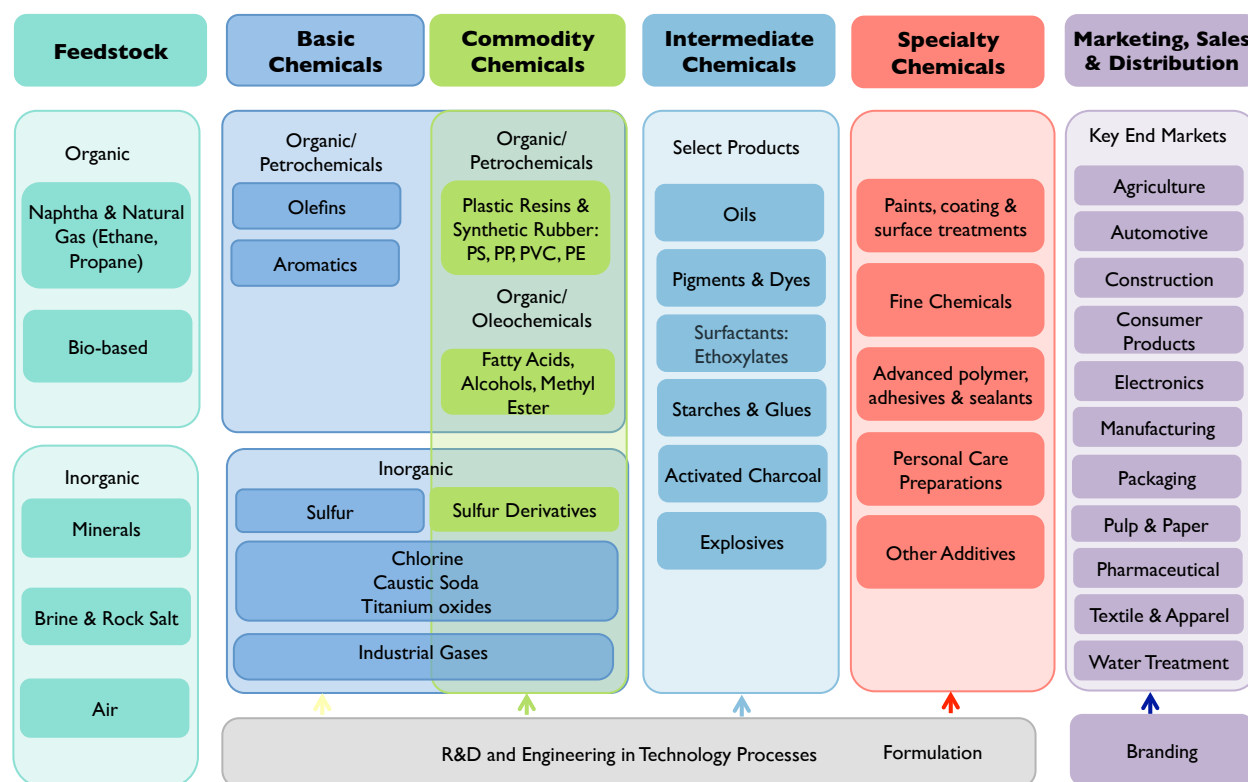 Feedstock
Basic
Chemicals
Commodity
Chemicals
Intermediate
Chemicals
Specialty
Chemicals
Marketing, Sales
& Distribution
Organic
Naphtha & Natural
Gas (Ethane,
Propane)
Bio-based
Inorganic
Minerals
Brine & Rock Salt
Air
Organic/
Petrochemicals
Olefins
Aromatics
Organic/
Petrochemicals
Plastic Resins &
Synthetic Rubber:
PS, PP, PVC, PE
Organic/
Oleochemicals
Fatty Acids,
Alcohols, Methyl
Ester
Inorganic
Sulfur
Sulfur Derivatives
Chlorine
Caustic Soda
Titanium oxides
Industrial Gases
Select Products
Oils
Pigments & Dyes
Surfactants:
Ethoxylates
Starches & Glues
Activated Charcoal
Explosives
Paints, coating &
surface treatments
Fine Chemicals
Advanced polymer,
adhesives & sealants
Personal Care
Preparations
Other Additives
Key End Markets
Agriculture
Automotive
Construction
Consumer
Products
Electronics
Manufacturing
Packaging
Pulp & Paper
Pharmaceutical
Textile & Apparel
Water Treatment
R&D and Engineering in Technology Processes
Formulation
Branding